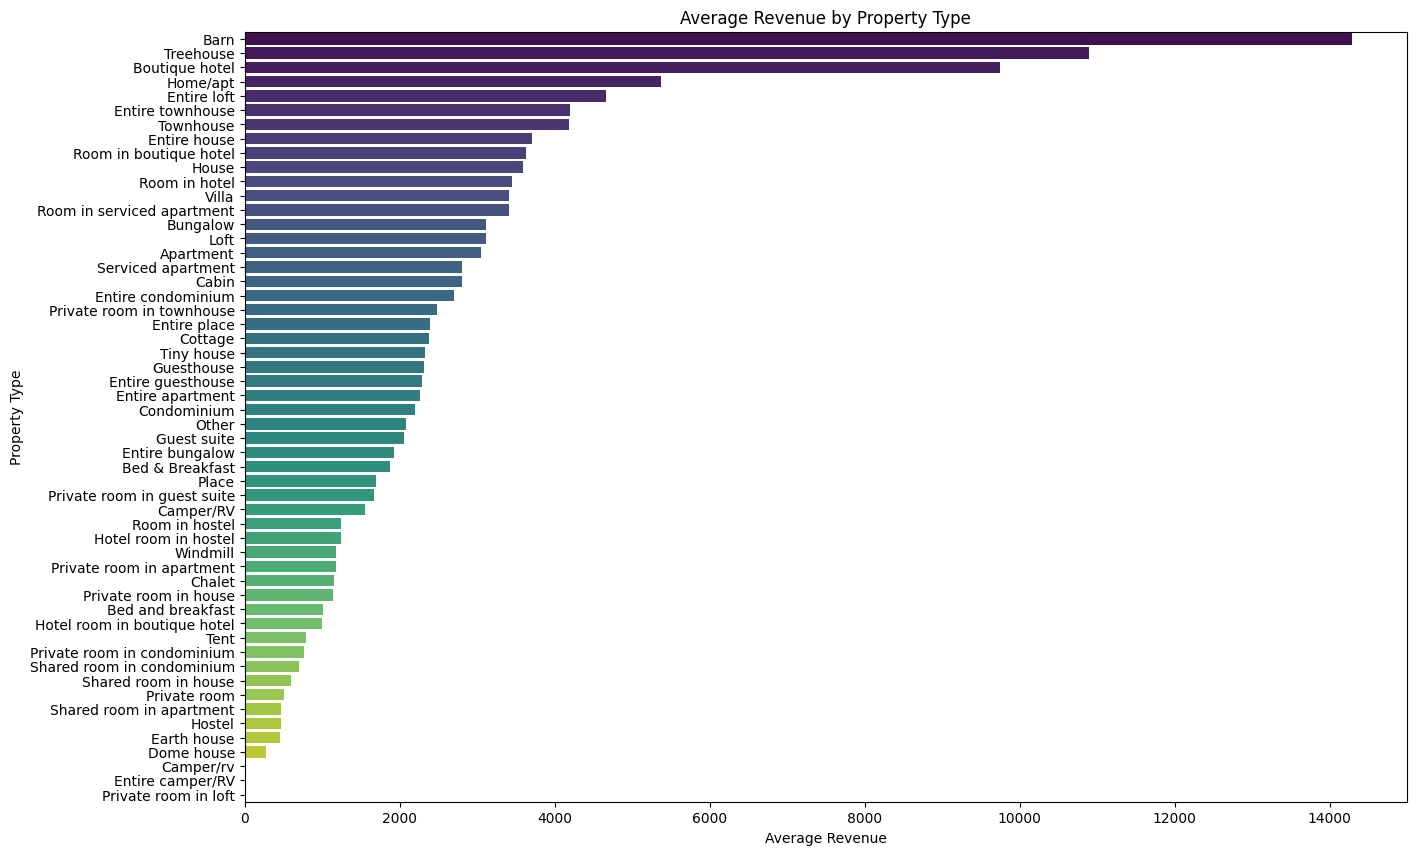 Average Revenue by Property Type
Barn
Treehouse
Boutique hotel
Home/apt
Entire loft
Entire townhouse
Townhouse
Entire house
Room in boutique hotel
House
Room in hotel
Villa
Room in serviced apartment
Bungalow
Loft
Apartment
Serviced apartment
Cabin
Entire condominium
Private room in townhouse
Entire place
Cottage
Tiny house
Guesthouse
Entire guesthouse
Entire apartment
Condominium
Other
Guest suite
Entire bungalow
Bed & Breakfast
Place
Private room in guest suite
Camper/RV
Room in hostel
Hotel room in hostel
Windmill
Private room in apartment
Chalet
Private room in house
Bed and breakfast
Hotel room in boutique hotel
Tent
Private room in condominium
Shared room in condominium
Shared room in house
Private room
Shared room in apartment
Hostel
Earth house
Dome house
Camper/rv
Entire camper/RV
Private room in loft
Property Type
0 2000 4000 6000 8000 10000 12000 14000
Average Revenue